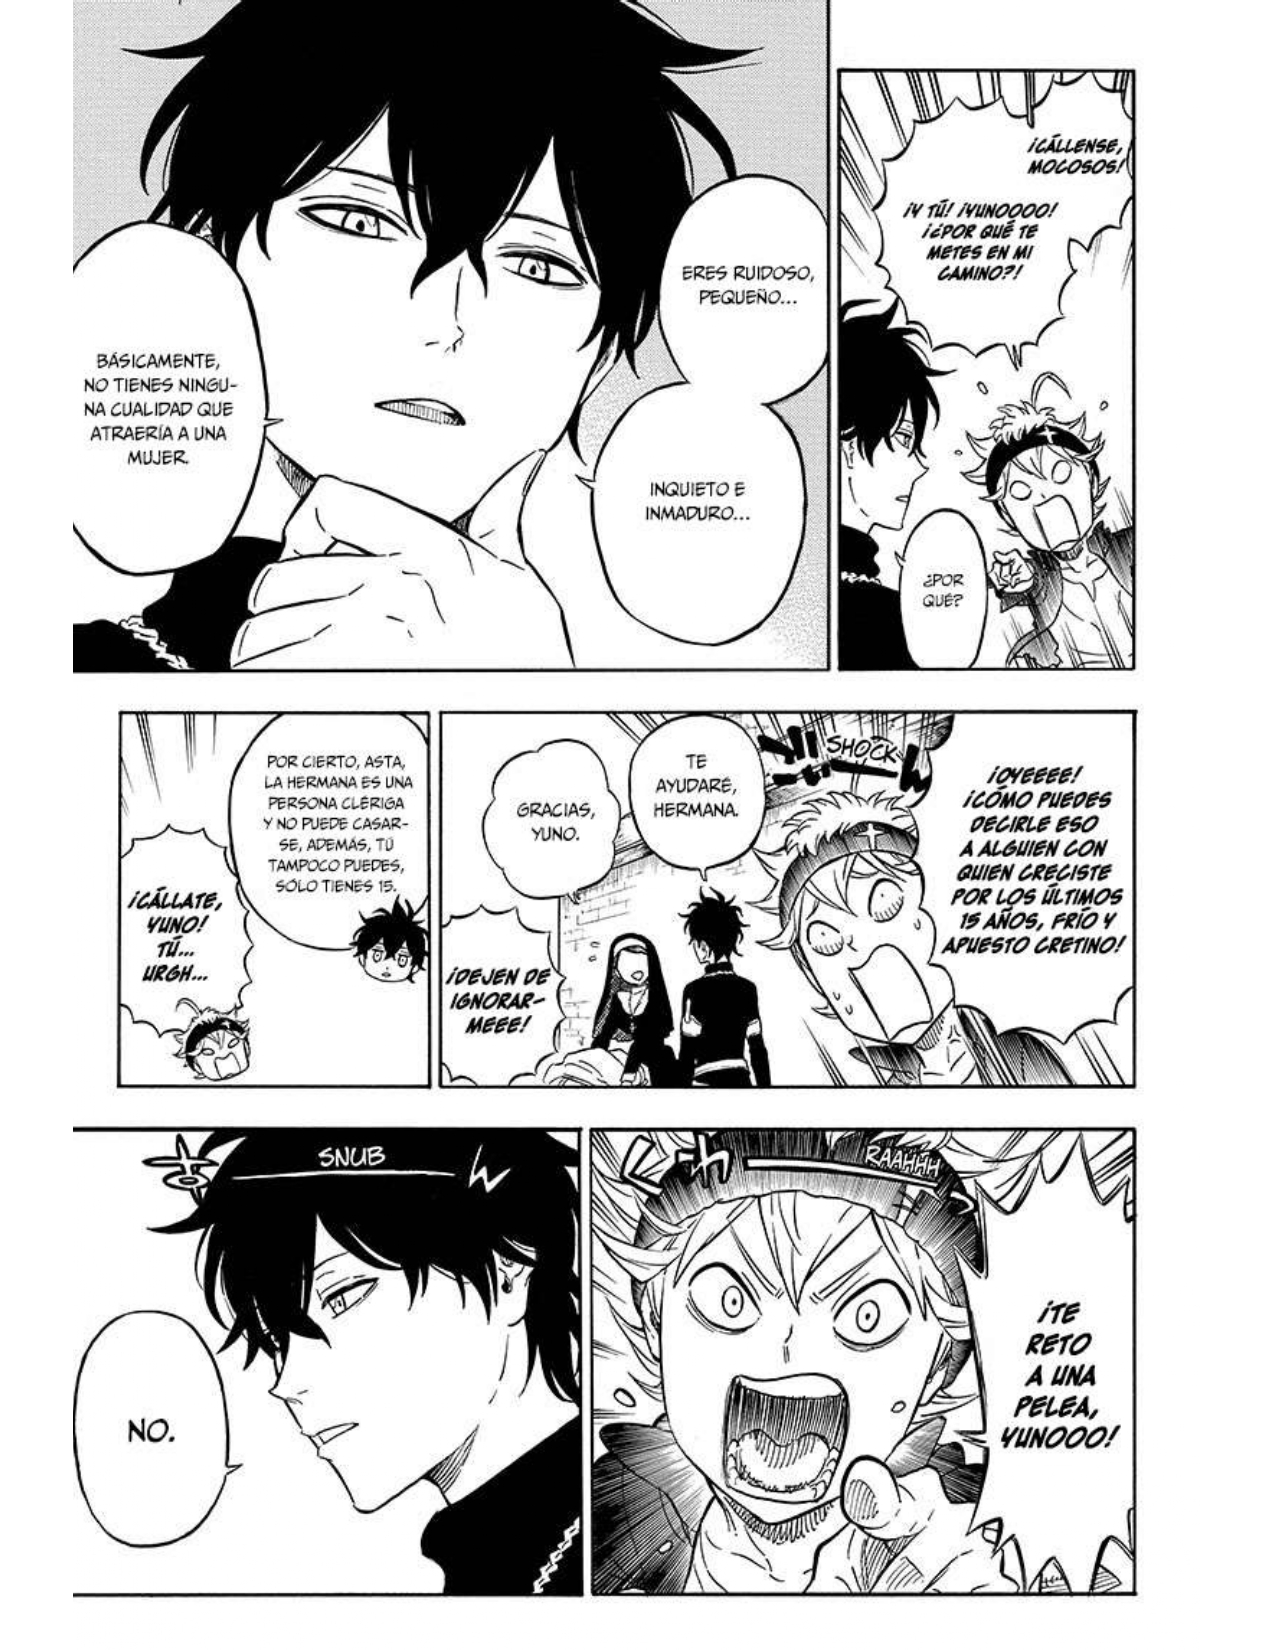 ¡CÁLLENSE,
MOCOSOS!
¡Y TÚ! ¡YUNOOOO!
¡¿POR QUÉ TE
METES EN MI
CAMINO?!
¿POR
QUÉ?
ERES RUIDOSO,
PEQUEÑO...
INQUIETO E
INMADURO...
BÁSICAMENTE,
NO TIENES NINGU-
NA CUALIDAD QUE
ATRAERÍA A UNA
MUJER.
SHOCK
¡OYEEEE!
¡CÓMO PUEDES
DECIRLE ESO
A ALGUIEN CON
QUIEN CRECISTE
POR LOS ÚLTIMOS
15 AÑOS, FRÍO Y
APUESTO CRETINO!
TE
AYUDARÉ,
HERMANA.
GRACIAS,
YUNO.
¡DEJEN DE
IGNORAR-
MEEE!
POR CIERTO, ASTA,
LA HERMANA ES UNA
PERSONA CLÉRIGA
Y NO PUEDE CASAR-
SE, ADEMÁS, TÚ
TAMPOCO PUEDES,
SÓLO TIENES 15.
¡CÁLLATE,
YUNO!
TÚ...
URGH...
RAAHHH
¡TE
RETO
A UNA
PELEA,
YUNOOO!
SNUB
NO.